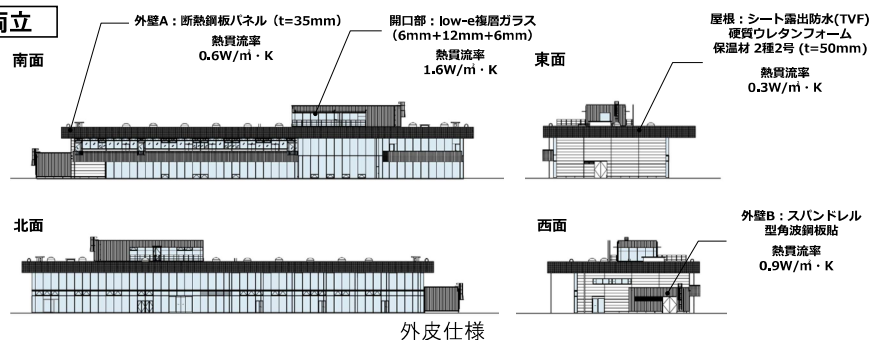 両立
外壁A：断熱鋼板パネル（t=35mm）
熱貫流率
0.6W/㎡・K
開口部：low-e複層ガラス
（6mm+12mm+6mm）
熱貫流率
1.6W/㎡・K
屋根：シート露出防水(TVF)
硬質ウレタンフォーム
保温材 2種2号 (t=50mm)
熱貫流率
0.3W/㎡・K
南面
東面
北面
西面
外壁B：スパンドレル
型角波鋼板貼
熱貫流率
0.9W/㎡・K
外皮仕様